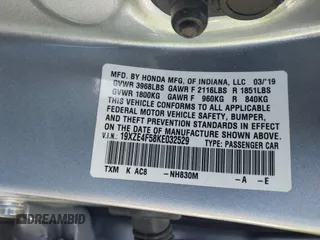 MFD. BY HONDA MFG. OF INDIANA, LLC 03/19
GVWR 3968LBS GAWR F 2116LBS R 1851LBS
GVWR 1800KG GAWR F 960KG R 840KG
THIS VEHICLE CONFORMS TO ALL APPLICABLE
FEDERAL MOTOR VEHICLE SAFETY, BUMPER,
AND THEFT PREVENTION STANDARDS IN EFFECT
ON THE DATE OF MANUFACTURE SHOWN ABOVE.
V.I.N. 19XZE4F58KE032529 TYPE: PASSENGER CAR
TXM K AC8 -NH830M -A -E
DIRABID